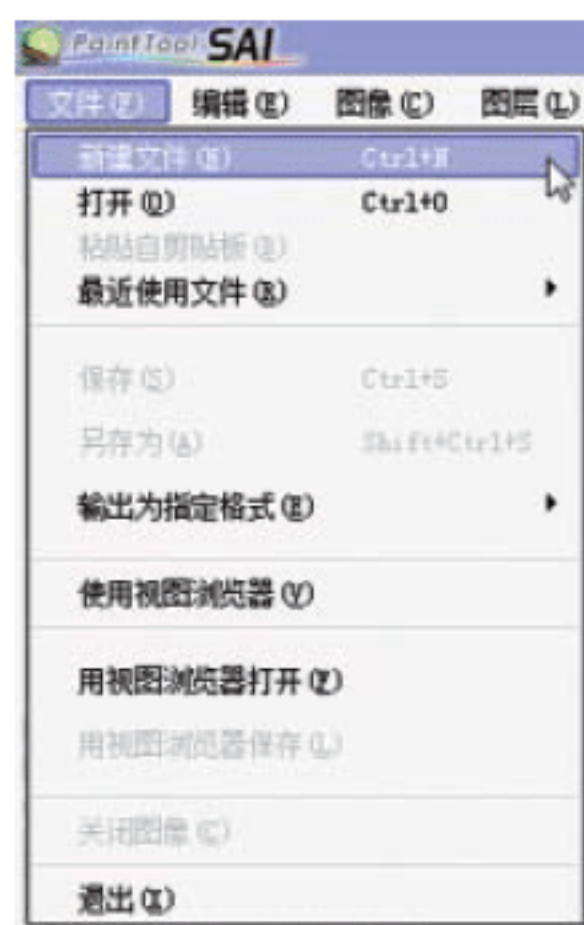 PaintTool SAI
文件(F) 编辑(E) 图像(C) 图层(L)
新建文件(N) Ctrl+N
打开(O) Ctrl+O
粘贴自剪贴板(B)
最近使用文件(R)
保存(S) Ctrl+S
另存为(A) Shift+Ctrl+S
输出为指定格式(E)
使用视图浏览器(V)
用视图浏览器打开(F)
用视图浏览器保存(L)
关闭图像(C)
退出(X)